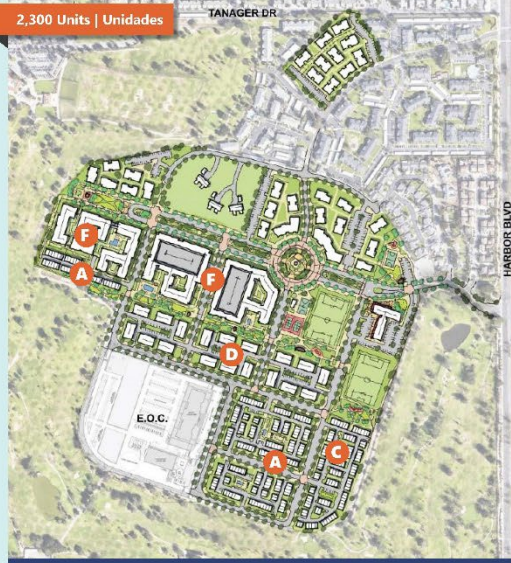 2,300 Units | Unidades
TANAGER DR
HARBOR BLVD
F
A
F
D
E.O.C.
A
C